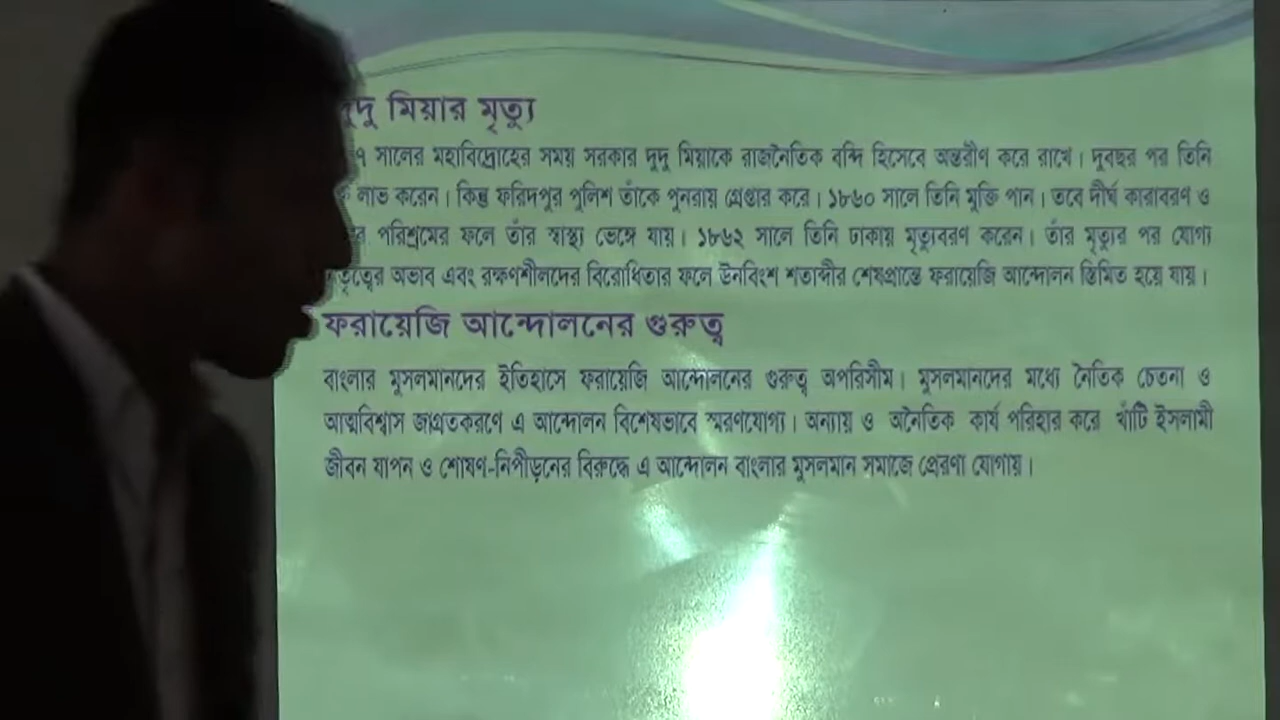 দুদু মিয়ার মৃত্যু
৭ সালের মহাবিদ্রোহের সময় সরকার দুদু মিয়াকে রাজনৈতিক বন্দি হিসেবে অন্তরীণ করে রাখে। দুবছর পর তিনি
লাভ করেন। কিন্তু ফরিদপুর পুলিশ তাঁকে পুনরায় গ্রেপ্তার করে। ১৮৬০ সালে তিনি মুক্তি পান। তবে দীর্ঘ কারাবরণ ও
পরিশ্রমের ফলে তাঁর স্বাস্থ্য ভেঙ্গে যায়। ১৮৬২ সালে তিনি ঢাকায় মৃত্যুবরণ করেন। তাঁর মৃত্যুর পর যোগ্য
অভাব এবং রক্ষণশীলদের বিরোধিতার ফলে উনবিংশ শতাব্দীর শেষপ্রান্তে ফরায়েজি আন্দোলন স্তিমিত হয়ে যায়।
ফরায়েজি আন্দোলনের গুরুত্ব
বাংলার মুসলমানদের ইতিহাসে ফরায়েজি আন্দোলনের গুরুত্ব অপরিসীম। মুসলমানদের মধ্যে নৈতিক চেতনা ও
আত্মবিশ্বাস জাগ্রতকরণে এ আন্দোলন বিশেষভাবে স্মরণযোগ্য। অন্যায় ও অনৈতিক কার্য পরিহার করে খাঁটি ইসলামী
জীবন যাপন ও শোষণ-নিপীড়নের বিরুদ্ধে এ আন্দোলন বাংলার মুসলমান সমাজে প্রেরণা যোগায়।